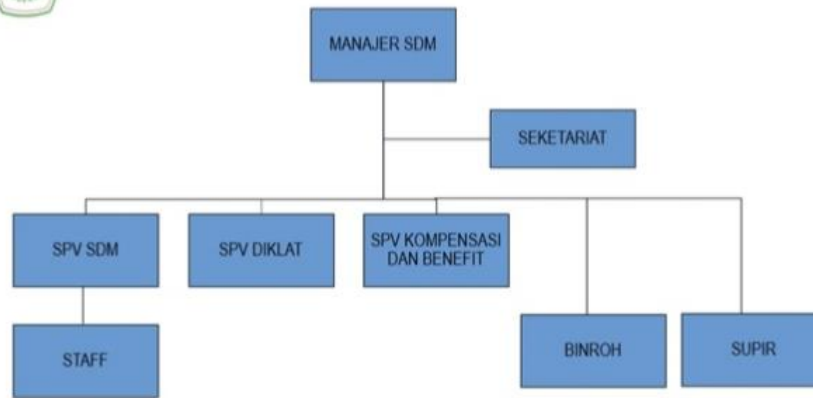 MANAJER SDM
SEKETARIAT
SPV SDM
SPV DIKLAT
SPV KOMPENSASI
DAN BENEFIT
STAFF
BINROH
SUPIR